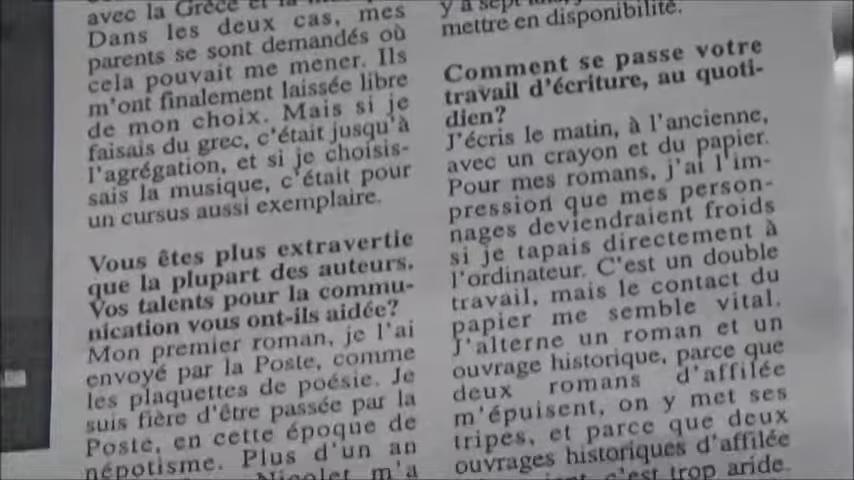 avec la Grèce et la
Dans les deux cas, mes
parents se sont demandés où
cela pouvait me mener. Ils
m'ont finalement laissée libre
de mon choix. Mais si je
faisais du grec, c'était jusqu'à
l'agrégation, et si je choisis-
sais la musique, c'était pour
un cursus aussi exemplaire.
Vous êtes plus extravertie
que la plupart des auteurs.
Vos talents pour la commu-
nication vous ont-ils aidée?
Mon premier roman, je l'ai
envoyé par la Poste, comme
les plaquettes de poésie. Je
suis fière d'être passée par la
Poste, en cette époque de
népotisme. Plus d'un an
Nicolet m'a
y a sept ans,
mettre en disponibilité.
Comment se passe votre
travail d'écriture, au quoti-
dien?
J'écris le matin, à l'ancienne,
avec un crayon et du papier.
Pour mes romans, j'ai l'im-
pression que mes person-
nages deviendraient froids
si je tapais directement à
l'ordinateur. C'est un double
travail, mais le contact du
papier me semble vital.
J'alterne un roman et un
ouvrage historique, parce que
deux romans d'affilée
m'épuisent, on y met ses
tripes, et parce que deux
ouvrages historiques d'affilée
c'est trop aride.